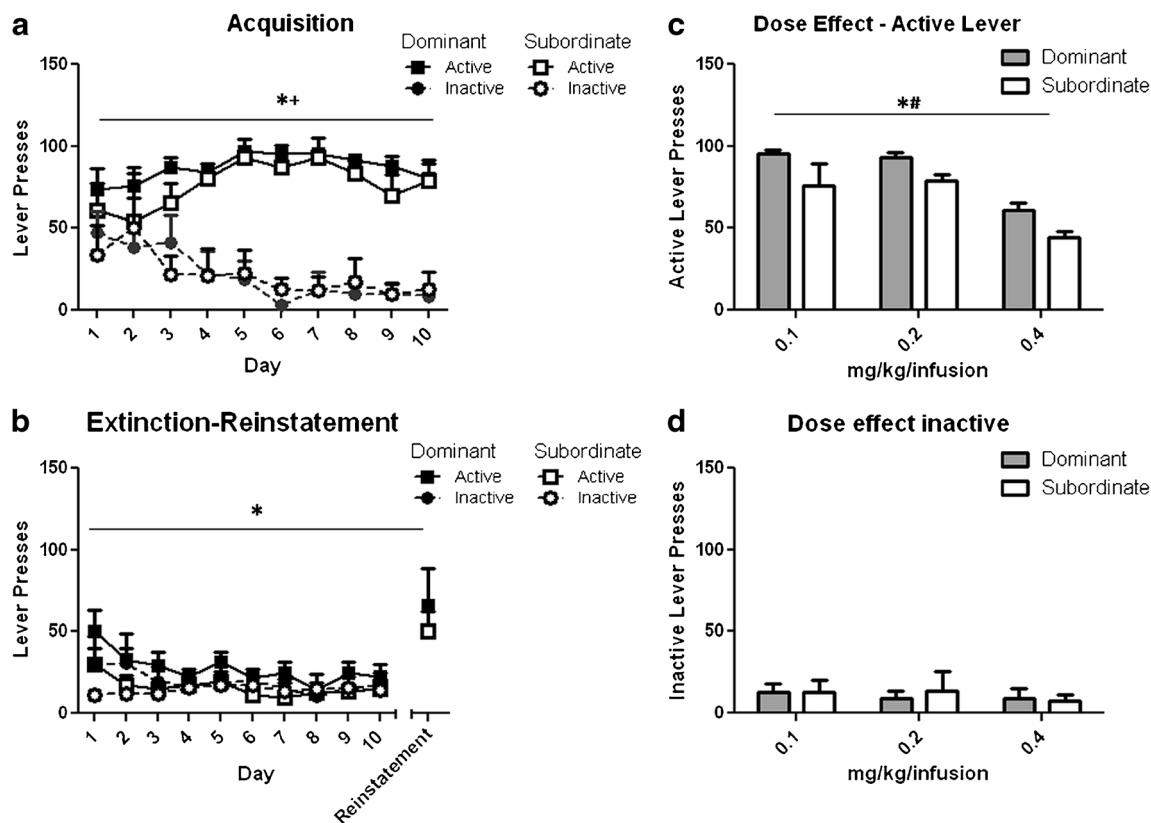 a
Acquisition
Dominant Subordinate
Active Active
Inactive Inactive
*+
150
100
50
0
Lever Presses
1 2 3 4 5 6 7 8 9 10
Day
b
Extinction-Reinstatement
Dominant Subordinate
Active Active
Inactive Inactive
*
150
100
50
0
Lever Presses
1 2 3 4 5 6 7 8 9 10 Reinstatement
Day
c
Dose Effect - Active Lever
Dominant
Subordinate
*#
150
100
50
0
Active Lever Presses
0.1 0.2 0.4
mg/kg/infusion
d
Dose effect inactive
Dominant
Subordinate
150
100
50
0
Inactive Lever Presses
0.1 0.2 0.4
mg/kg/infusion